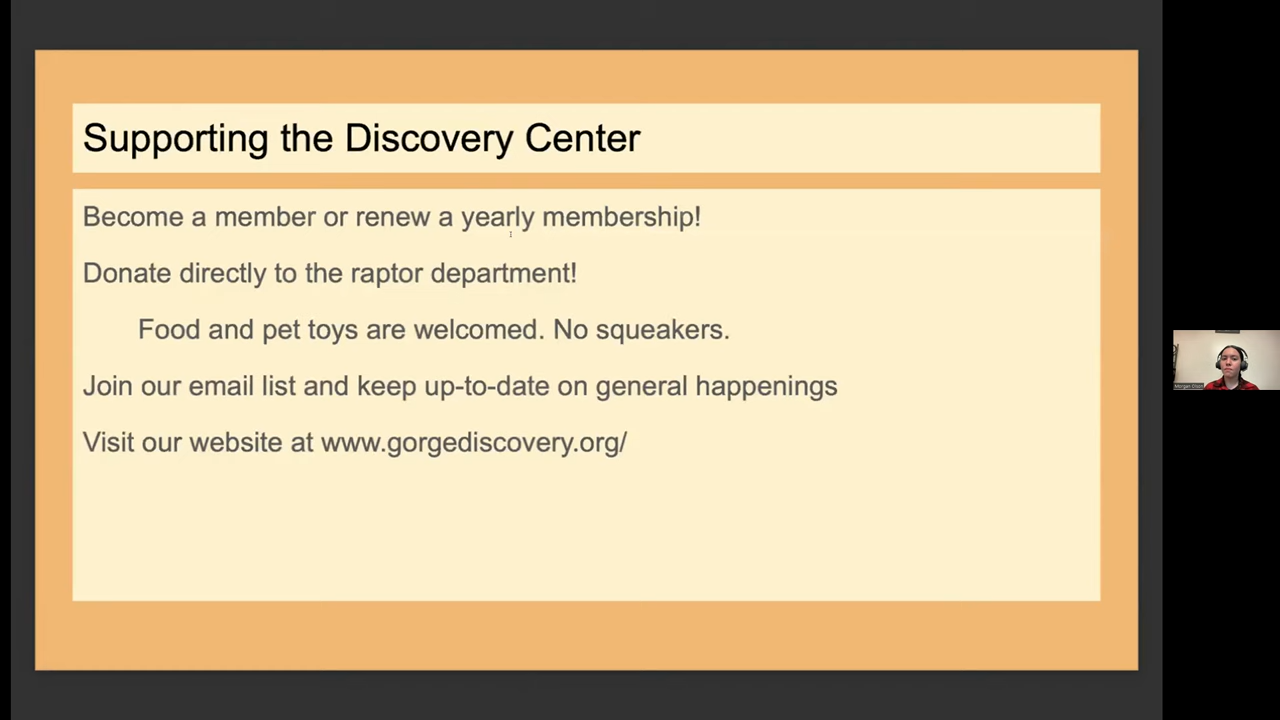 Supporting the Discovery Center
Become a member or renew a yearly membership!
Donate directly to the raptor department!
Food and pet toys are welcomed. No squeakers.
Join our email list and keep up-to-date on general happenings
Visit our website at www.gorgediscovery.org/
Morgan Olson